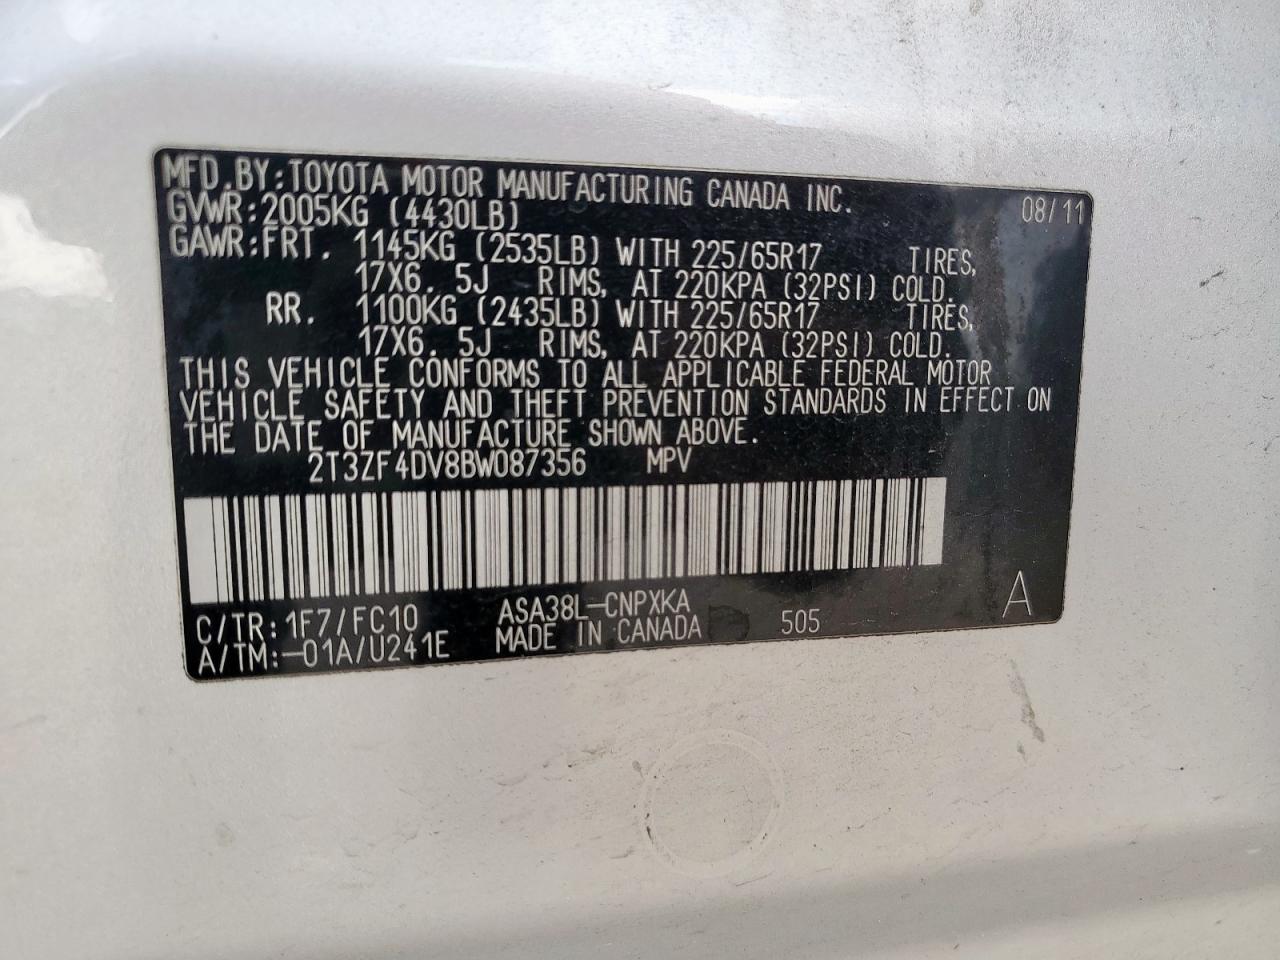 MFD.BY:TOYOTA MOTOR MANUFACTURING CANADA INC. 08/11
GVWR:2005KG (4430LB)
GAWR:FRT. 1145KG (2535LB) WITH 225/65R17 TIRES,
17X6. 5J RIMS, AT 220KPA (32PSI) COLD.
RR. 1100KG (2435LB) WITH 225/65R17 TIRES,
17X6. 5J RIMS, AT 220KPA (32PSI) COLD.
THIS VEHICLE CONFORMS TO ALL APPLICABLE FEDERAL MOTOR
VEHICLE SAFETY AND THEFT PREVENTION STANDARDS IN EFFECT ON
THE DATE OF MANUFACTURE SHOWN ABOVE.
2T3ZF4DV8BW087356 MPV
C/TR: 1F7/FC10 ASA38L-CNPXKA A
A/TM:-01A/U241E MADE IN CANADA 505